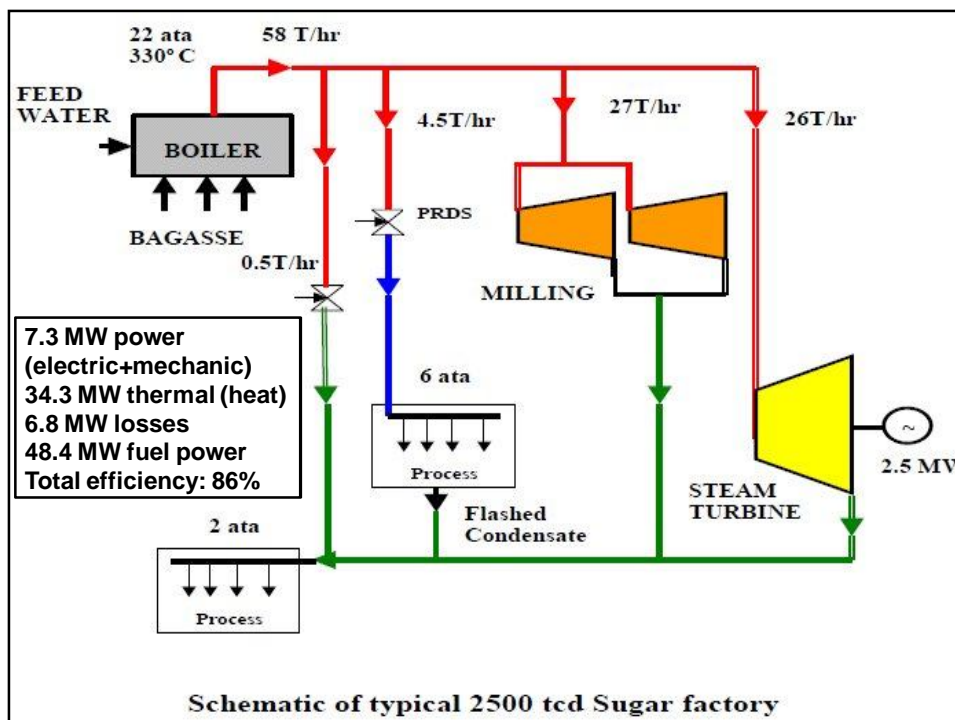 22 ata
330° C
58 T/hr
FEED
WATER
BOILER
BAGASSE
4.5T/hr
27T/hr
26T/hr
PRDS
0.5T/hr
MILLING
7.3 MW power
(electric+mechanic)
34.3 MW thermal (heat)
6.8 MW losses
48.4 MW fuel power
Total efficiency: 86%
6 ata
Process
~
2.5 MW
STEAM
TURBINE
Flashed
Condensate
2 ata
Process
Schematic of typical 2500 tcd Sugar factory